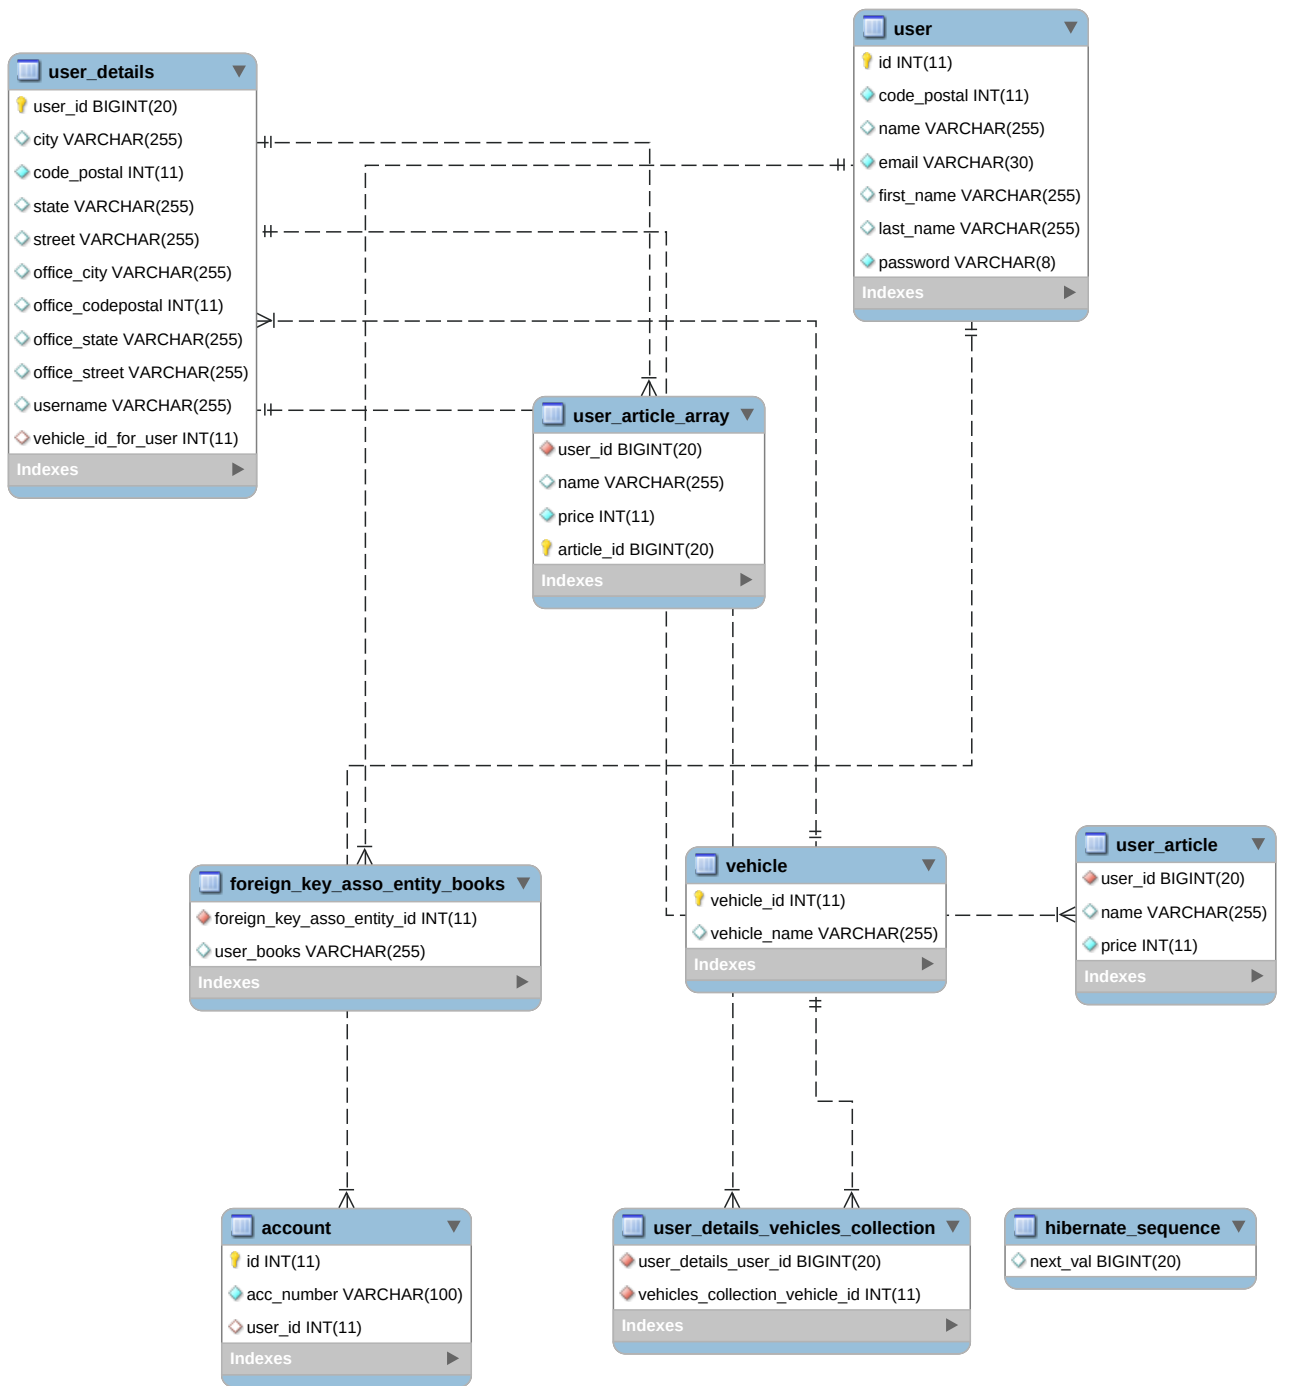 user_details
user_id BIGINT(20)
city VARCHAR(255)
code_postal INT(11)
state VARCHAR(255)
street VARCHAR(255)
office_city VARCHAR(255)
office_codepostal INT(11)
office_state VARCHAR(255)
office_street VARCHAR(255)
username VARCHAR(255)
vehicle_id_for_user INT(11)
Indexes
user
id INT(11)
code_postal INT(11)
name VARCHAR(255)
email VARCHAR(30)
first_name VARCHAR(255)
last_name VARCHAR(255)
password VARCHAR(8)
Indexes
user_article_array
user_id BIGINT(20)
name VARCHAR(255)
price INT(11)
article_id BIGINT(20)
Indexes
foreign_key_asso_entity_books
foreign_key_asso_entity_id INT(11)
user_books VARCHAR(255)
Indexes
vehicle
vehicle_id INT(11)
vehicle_name VARCHAR(255)
Indexes
user_article
user_id BIGINT(20)
name VARCHAR(255)
price INT(11)
Indexes
account
id INT(11)
acc_number VARCHAR(100)
user_id INT(11)
Indexes
user_details_vehicles_collection
user_details_user_id BIGINT(20)
vehicles_collection_vehicle_id INT(11)
Indexes
hibernate_sequence
next_val BIGINT(20)